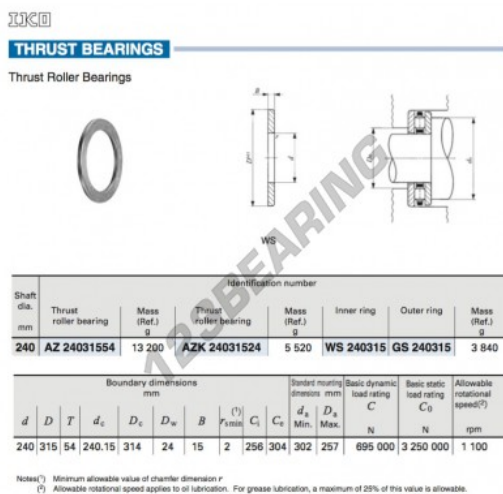 IKO
THRUST BEARINGS
Thrust Roller Bearings
B
r
d
WS
123BEARING
Identification number
Shaft dia. mm Thrust roller bearing Mass (Ref.) g Thrust roller bearing Mass (Ref.) g Inner ring Outer ring Mass (Ref.) g
240 AZ 24031554 13 200 AZK 24031524 5 520 WS 240315 GS 240315 3 840
Boundary dimensions mm Standard mounting dimensions mm Basic dynamic load rating C N Basic static load rating C0 N Allowable rotational speed(2) rpm
d D T dc Dc Dw B rsmin(1) Ci Ce da Min. Da Max.
240 315 54 240.15 314 24 15 2 256 304 302 257 695 000 3 250 000 1 100
Notes(1) Minimum allowable value of chamfer dimension r
(2) Allowable rotational speed applies to oil lubrication. For grease lubrication, a maximum of 25% of this value is allowable.